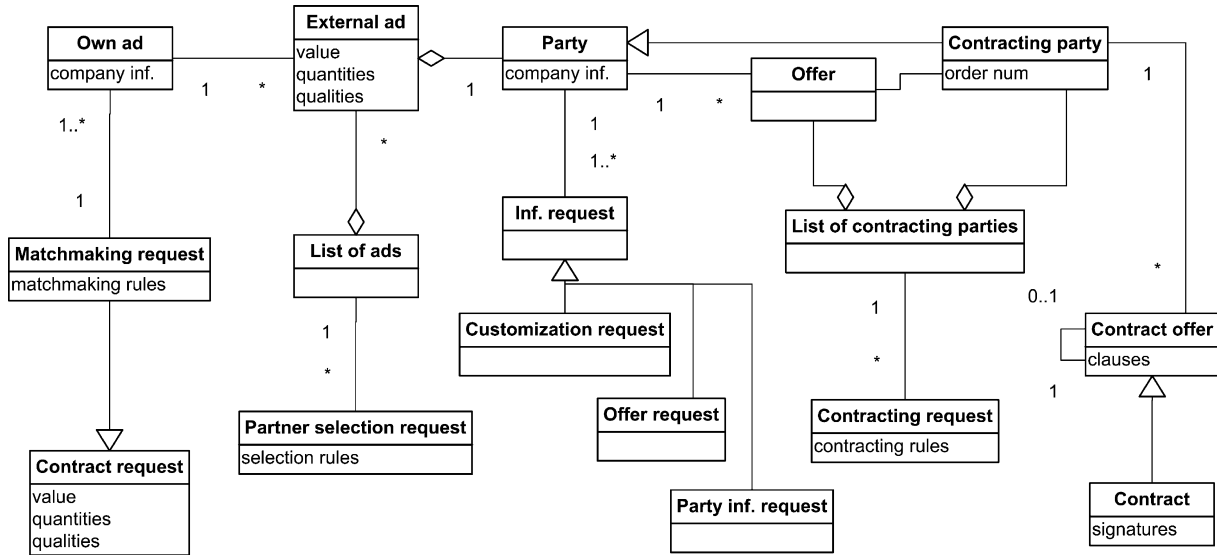 Own ad
company inf.
External ad
value
quantities
qualities
Party
company inf.
Offer
Contracting party
order num
1
*
1
1
*
1
1..*
1
*
1
1..*
Inf. request
List of contracting parties
Matchmaking request
matchmaking rules
List of ads
*
0..1
1
*
1
*
Customization request
Contract offer
clauses
1
Partner selection request
selection rules
Offer request
Contracting request
contracting rules
Contract request
value
quantities
qualities
Party inf. request
Contract
signatures